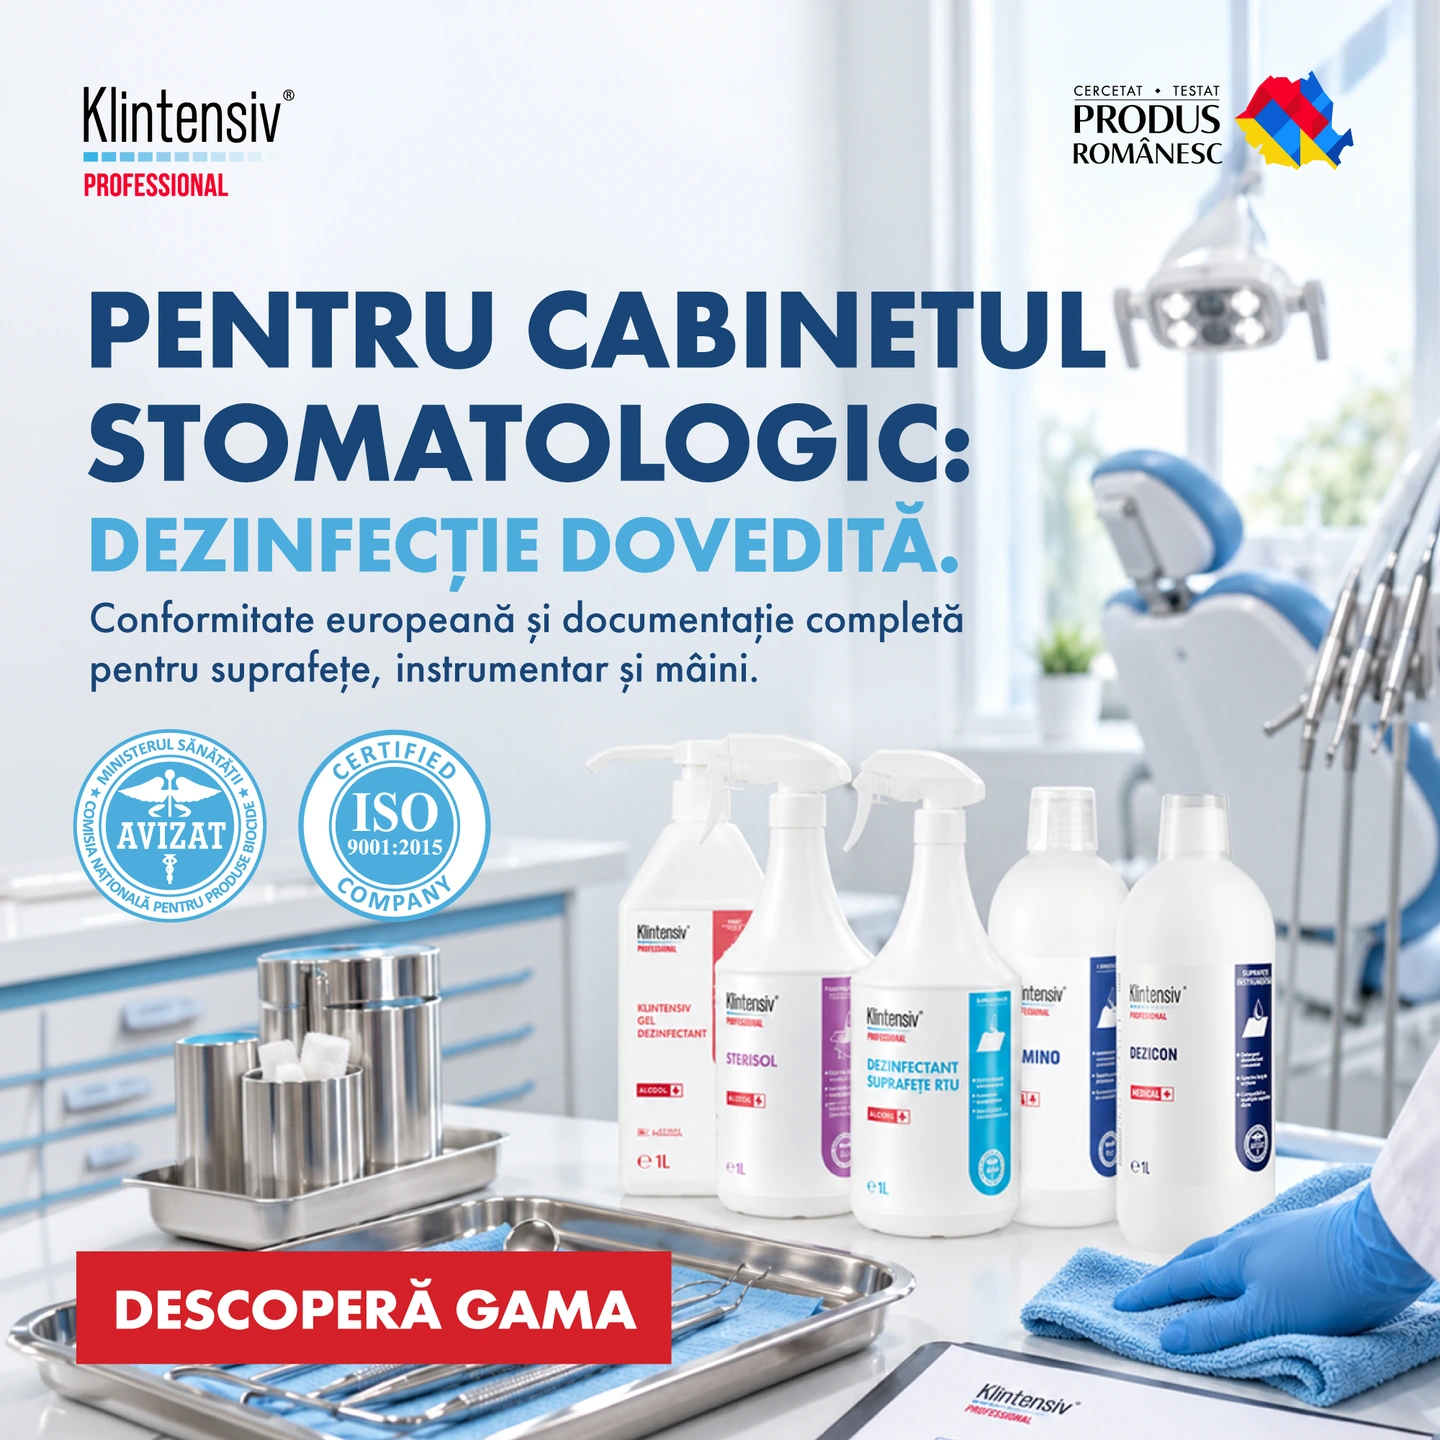 Klintensiv®
PROFESSIONAL
CERCETAT • TESTAT
PRODUS
ROMÂNESC
PENTRU CABINETUL
STOMATOLOGIC:
DEZINFECȚIE DOVEDITĂ.
Conformitate europeană și documentație completă
pentru suprafețe, instrumentar și mâini.
MINISTERUL SĂNĂTĂȚII
AVIZAT
COMISIA NAȚIONALĂ PENTRU PRODUSE BIOCIDE
CERTIFIED
ISO
9001:2015
COMPANY
Klintensiv®
PROFESSIONAL
KLINTENSIV
GEL
DEZINFECTANT
ALCOOL
℮ 1L
Klintensiv®
PROFESSIONAL
STERISOL
ALCOOL
℮ 1L
Klintensiv®
PROFESSIONAL
DEZINFECTANT
SUPRAFEȚE RTU
ALCOOL
℮ 1L
ntensiv®
MINO
Klintensiv®
PROFESIONAL
DEZICON
MEDICAL
℮ 1L
SUPRAFEȚE
AVIZAT
DESCOPERĂ GAMA
Klintensiv®
PROFESSIONAL